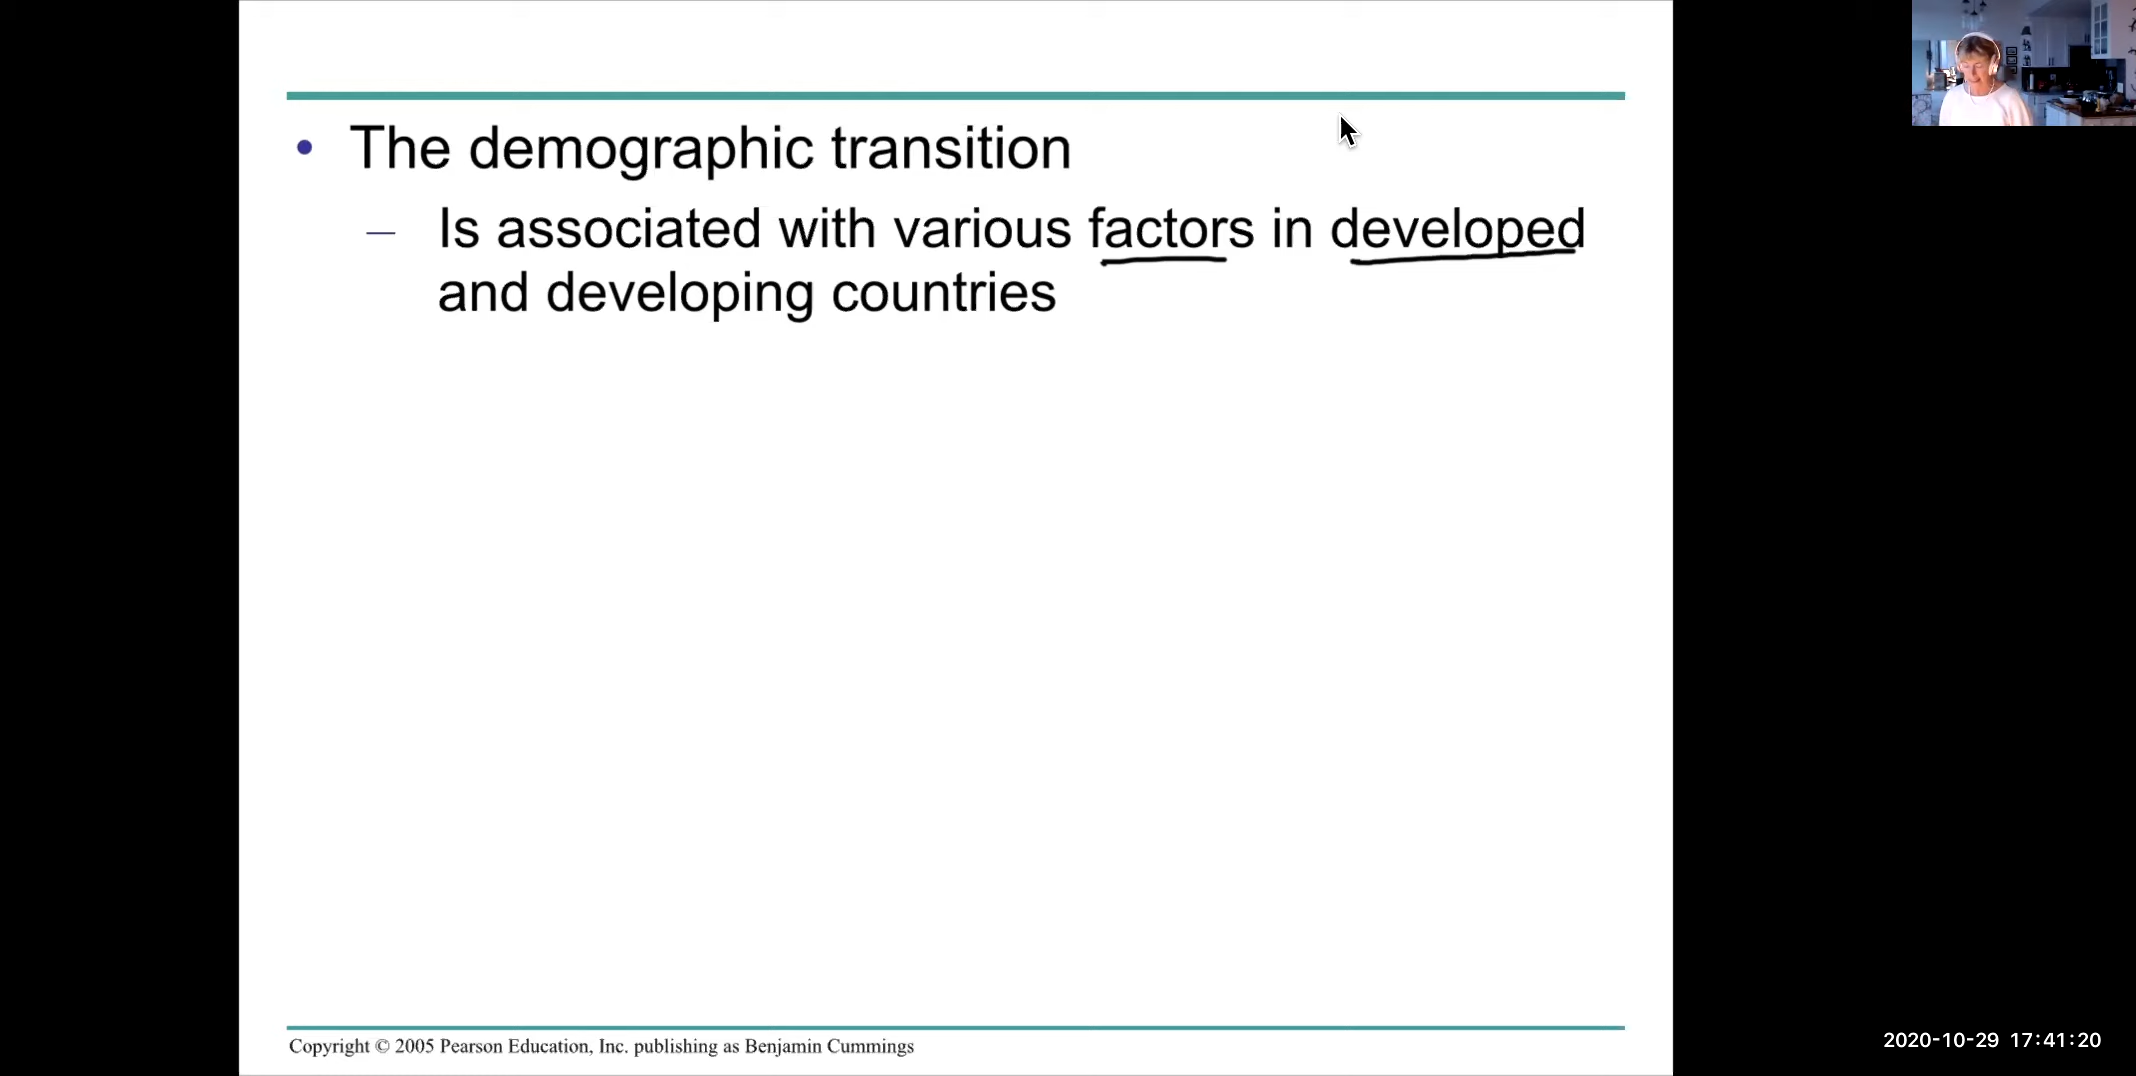 • The demographic transition
– Is associated with various factors in developed
and developing countries
Copyright © 2005 Pearson Education, Inc. publishing as Benjamin Cummings
2020-10-29 17:41:20